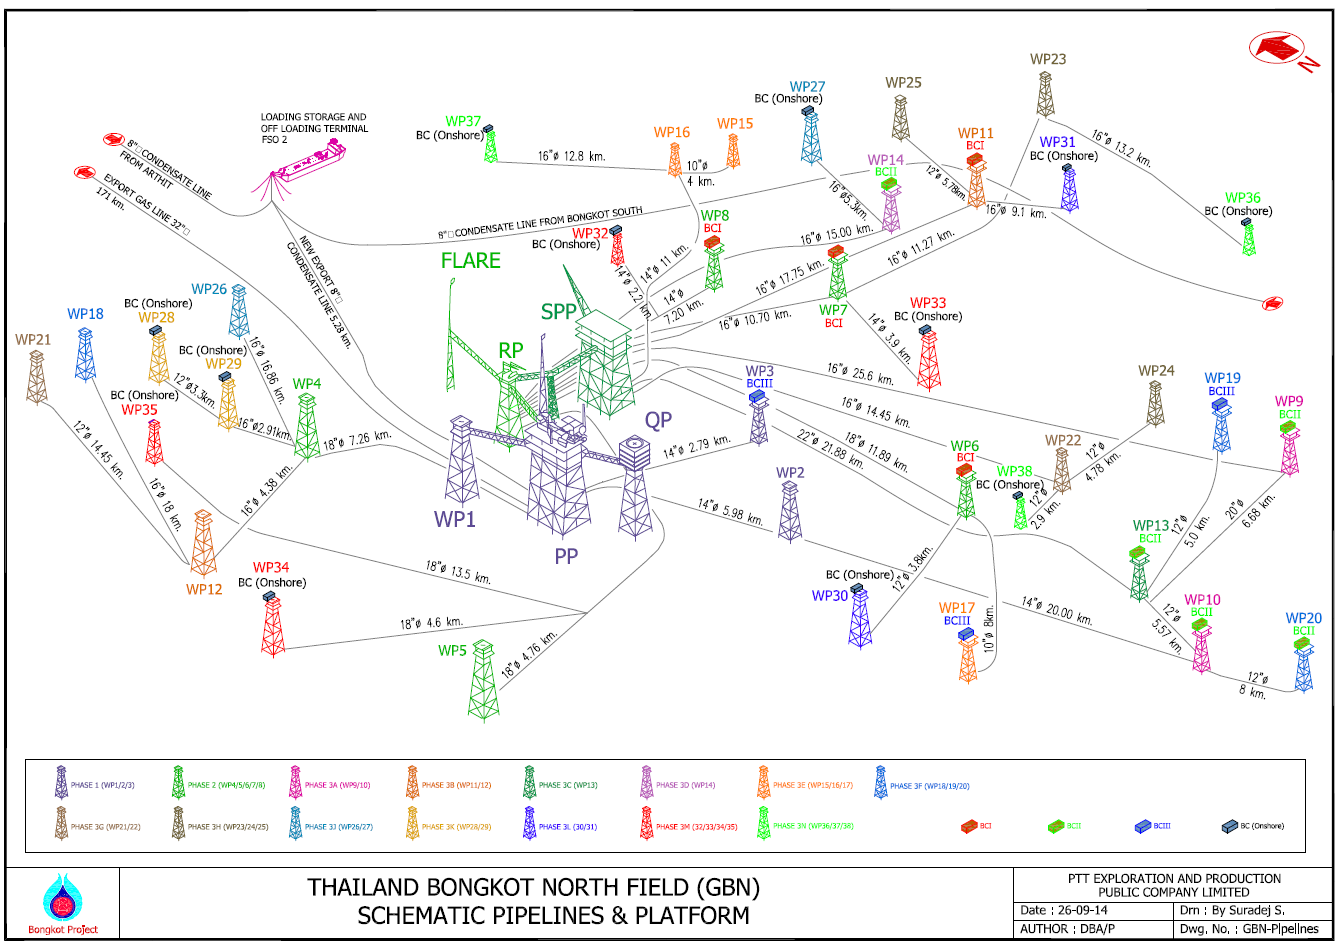 WP23
N
WP25
WP27
BC (Onshore)
LOADING STORAGE AND
OFF LOADING TERMINAL
FSO 2
WP37
BC (Onshore)
WP16
WP15
WP11
BCI
WP31
BC (Onshore)
16"ø 13.2 km.
8"□ CONDENSATE LINE
FROM ARTHIT
EXPORT GAS LINE 32"□
171 km.
16"ø 12.8 km.
10"ø
4 km.
WP14
BCII
16"ø5.3km.
12"ø 5.78km.
16"ø 9.1 km.
WP36
BC (Onshore)
8"□ CONDENSATE LINE FROM BONGKOT SOUTH
NEW EXPORT 8"□
CONDENSATE LINE 5.28 km.
WP32
BC (Onshore)
WP8
BCI
16"ø 15.00 km.
16"ø 11.27 km.
16"ø 17.75 km.
14"ø 11 km.
14"ø 2.2 km.
14"ø
7.20 km.
16"ø 10.70 km.
WP7
BCI
14"ø 3.9 km.
WP33
BC (Onshore)
FLARE
SPP
RP
WP26
WP18
BC (Onshore)
WP28
WP21
BC (Onshore)
WP29
16"ø 16.86 km.
12"ø3.3km.
16"ø2.91km.
WP4
18"ø 7.26 km.
BC (Onshore)
WP35
12"ø 14.45 km.
16"ø 18 km.
16"ø 4.38 km.
WP12
WP3
BCIII
16"ø 25.6 km.
16"ø 14.45 km.
18"ø 11.89 km.
22"ø 21.88 km.
14"ø 2.79 km.
QP
WP1
PP
WP2
14"ø 5.98 km.
WP24
WP19
BCIII
WP9
BCII
WP22
WP6
BCI
WP38
BC (Onshore)
12"ø
4.78 km.
12"ø
2.9 km.
12"ø
5.0 km.
20"ø
6.68 km.
WP13
BCII
WP34
BC (Onshore)
18"ø 13.5 km.
18"ø 4.6 km.
WP5
18"ø 4.76 km.
BC (Onshore)
WP30
12"ø 3.8km.
WP17
BCIII
10"ø 8km.
14"ø 20.00 km.
12"ø
5.57 km.
WP10
BCII
WP20
BCII
12"ø
8 km.
PHASE 1 (WP1/2/3)
PHASE 2 (WP4/5/6/7/8)
PHASE 3A (WP9/10)
PHASE 3B (WP11/12)
PHASE 3C (WP13)
PHASE 3D (WP14)
PHASE 3E (WP15/16/17)
PHASE 3F (WP18/19/20)
PHASE 3G (WP21/22)
PHASE 3H (WP23/24/25)
PHASE 3J (WP26/27)
PHASE 3K (WP28/29)
PHASE 3L (30/31)
PHASE 3M (32/33/34/35)
PHASE 3N (WP36/37/38)
BCI
BCII
BCIII
BC (Onshore)
Bongkot Project
THAILAND BONGKOT NORTH FIELD (GBN)
SCHEMATIC PIPELINES & PLATFORM
PTT EXPLORATION AND PRODUCTION
PUBLIC COMPANY LIMITED
Date : 26-09-14
Drn : By Suradej S.
AUTHOR : DBA/P
Dwg. No. : GBN-Pipelines